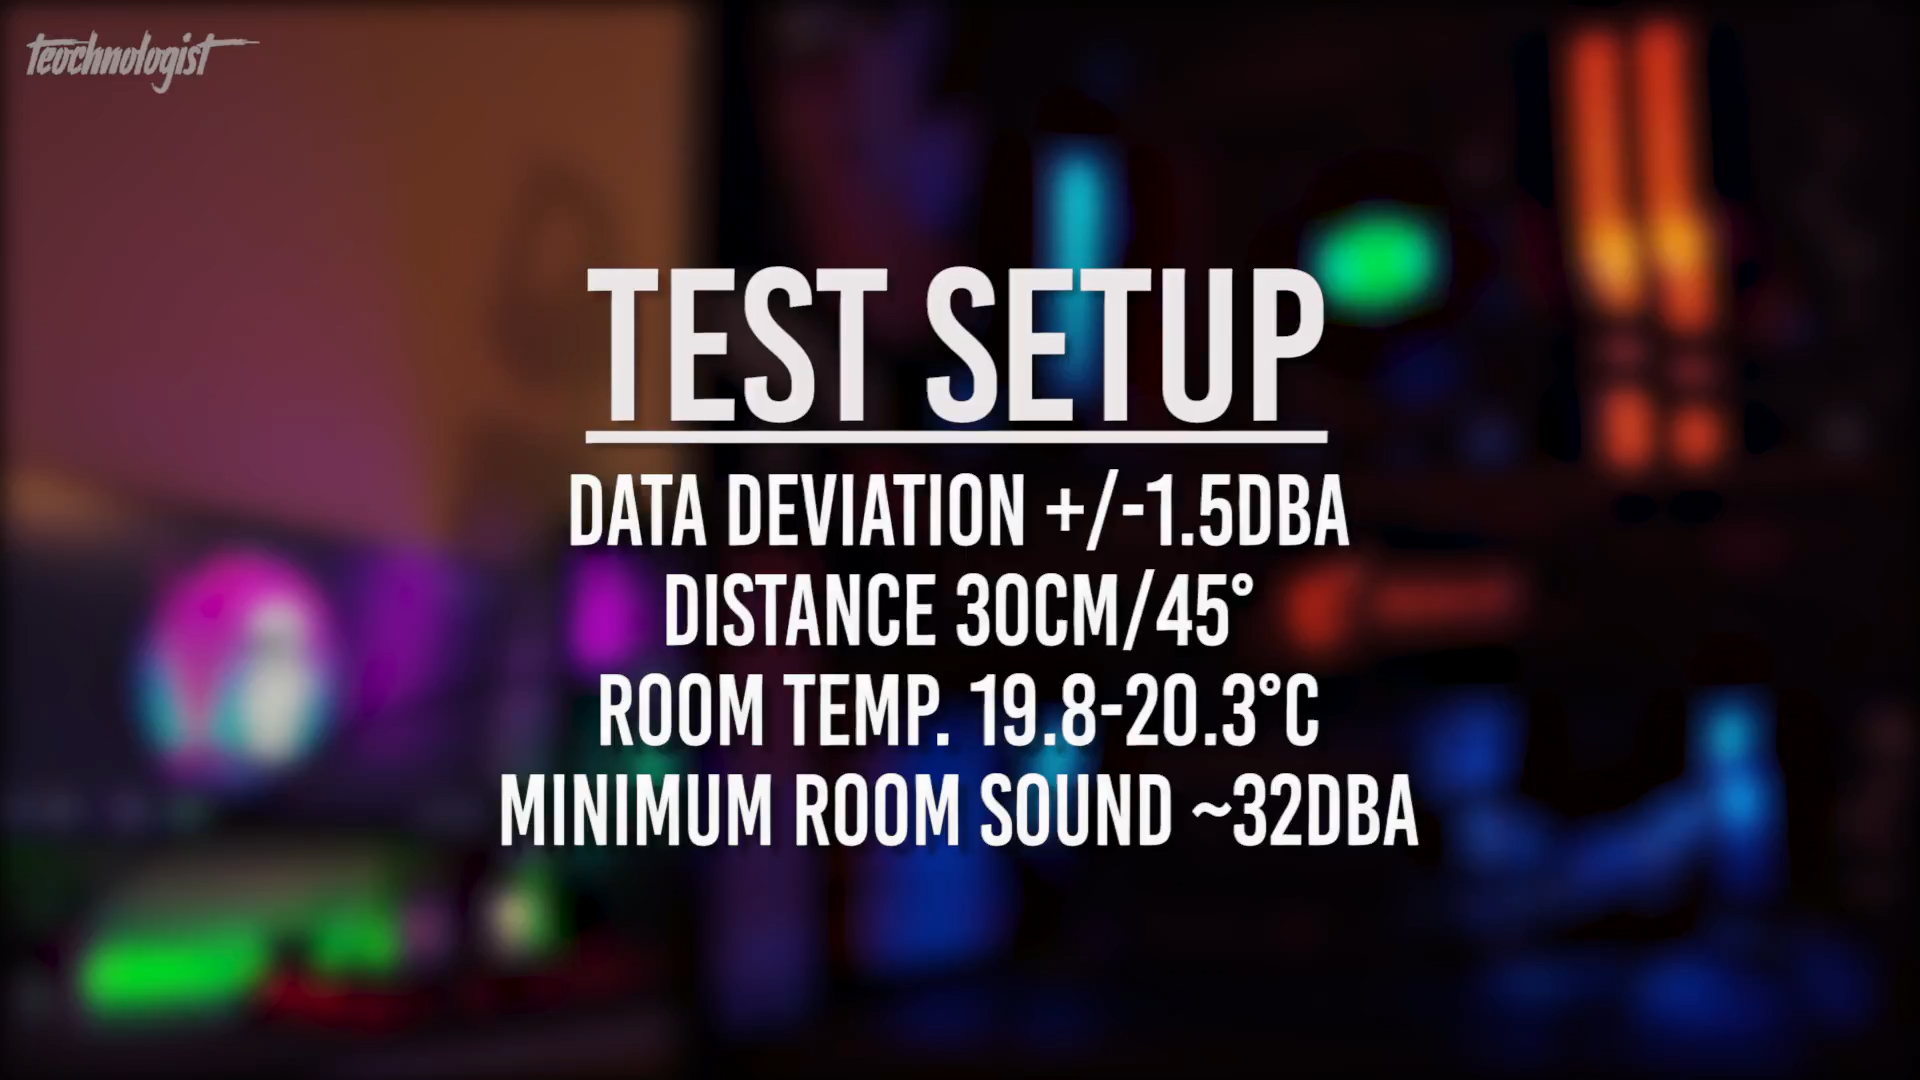 Teochnologist
TEST SETUP
DATA DEVIATION +/-1.5DBA
DISTANCE 30CM/45°
ROOM TEMP. 19.8-20.3°C
MINIMUM ROOM SOUND ~32DBA